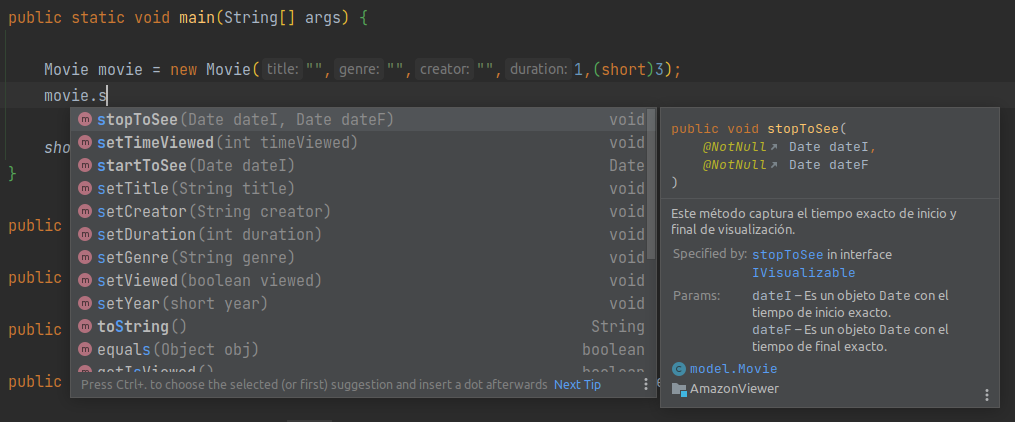 public static void main(String[] args) {
Movie movie = new Movie( title: "", genre: "", creator: "", duration: 1,(short)3);
movie.s
sho
}
public
public
public
public
stopToSee(Date dateI, Date dateF) void
setTimeViewed(int timeViewed) void
startToSee(Date dateI) Date
setTitle(String title) void
setCreator(String creator) void
setDuration(int duration) void
setGenre(String genre) void
setViewed(boolean viewed) void
setYear(short year) void
toString() String
equals(Object obj) boolean
getIsViewed() boolean
Press Ctrl+. to choose the selected (or first) suggestion and insert a dot afterwards Next Tip
public void stopToSee(
@NotNull Date dateI,
@NotNull Date dateF
)
Este método captura el tiempo exacto de inicio y
final de visualización.
Specified by: stopToSee in interface
IVisualizable
Params: dateI – Es un objeto Date con el
tiempo de inicio exacto.
dateF – Es un objeto Date con el
tiempo de final exacto.
model.Movie
AmazonViewer